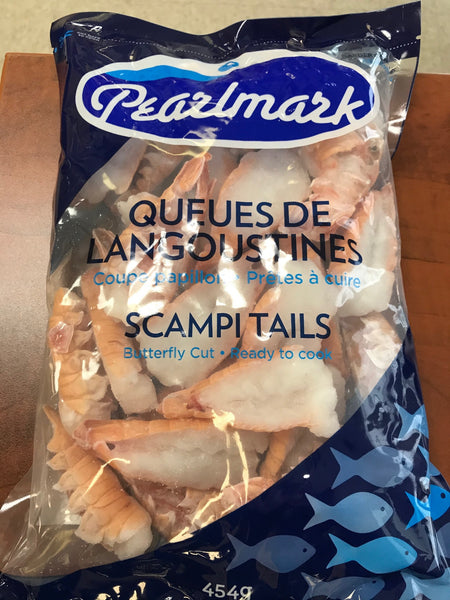 Pearlmark
QUEUES DE
LANGOUSTINES
Coupe papillon • Prêtes à cuire
SCAMPI TAILS
Butterfly Cut • Ready to cook
454g